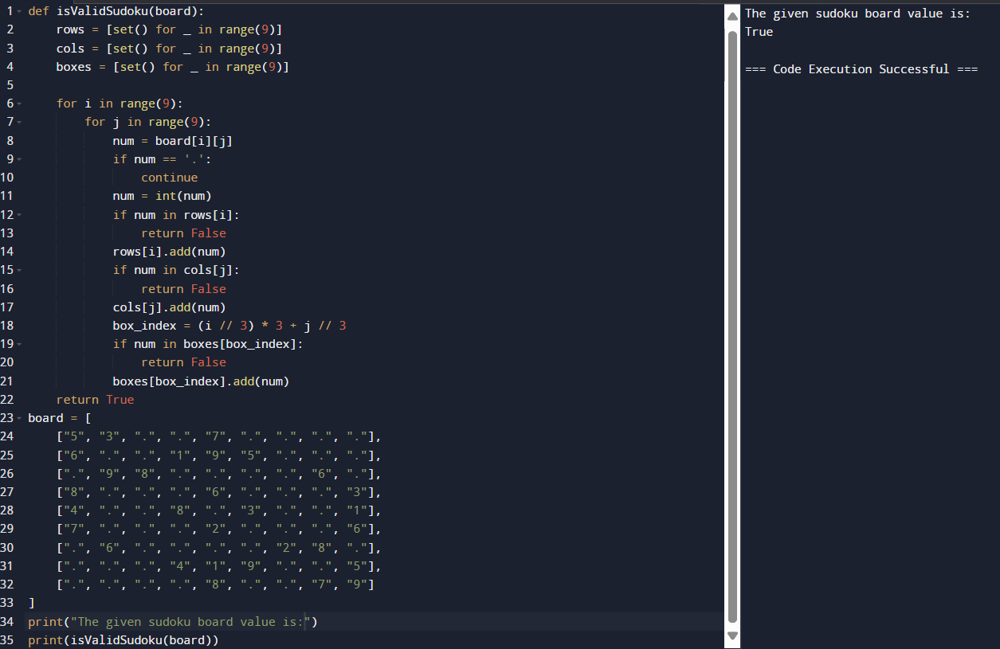 1 def isValidSudoku(board):
2     rows = [set() for _ in range(9)]
3     cols = [set() for _ in range(9)]
4     boxes = [set() for _ in range(9)]
5
6     for i in range(9):
7         for j in range(9):
8             num = board[i][j]
9             if num == '.':
10                 continue
11             num = int(num)
12             if num in rows[i]:
13                 return False
14             rows[i].add(num)
15             if num in cols[j]:
16                 return False
17             cols[j].add(num)
18             box_index = (i // 3) * 3 + j // 3
19             if num in boxes[box_index]:
20                 return False
21             boxes[box_index].add(num)
22     return True
23 board = [
24     ["5", "3", ".", ".", "7", ".", ".", ".", "."],
25     ["6", ".", ".", "1", "9", "5", ".", ".", "."],
26     [".", "9", "8", ".", ".", ".", ".", "6", "."],
27     ["8", ".", ".", ".", "6", ".", ".", ".", "3"],
28     ["4", ".", ".", "8", ".", "3", ".", ".", "1"],
29     ["7", ".", ".", ".", "2", ".", ".", ".", "6"],
30     [".", "6", ".", ".", ".", ".", "2", "8", "."],
31     [".", ".", ".", "4", "1", "9", ".", ".", "5"],
32     [".", ".", ".", ".", "8", ".", ".", "7", "9"]
33 ]
34 print("The given sudoku board value is:")
35 print(isValidSudoku(board))
The given sudoku board value is:
True
=== Code Execution Successful ===